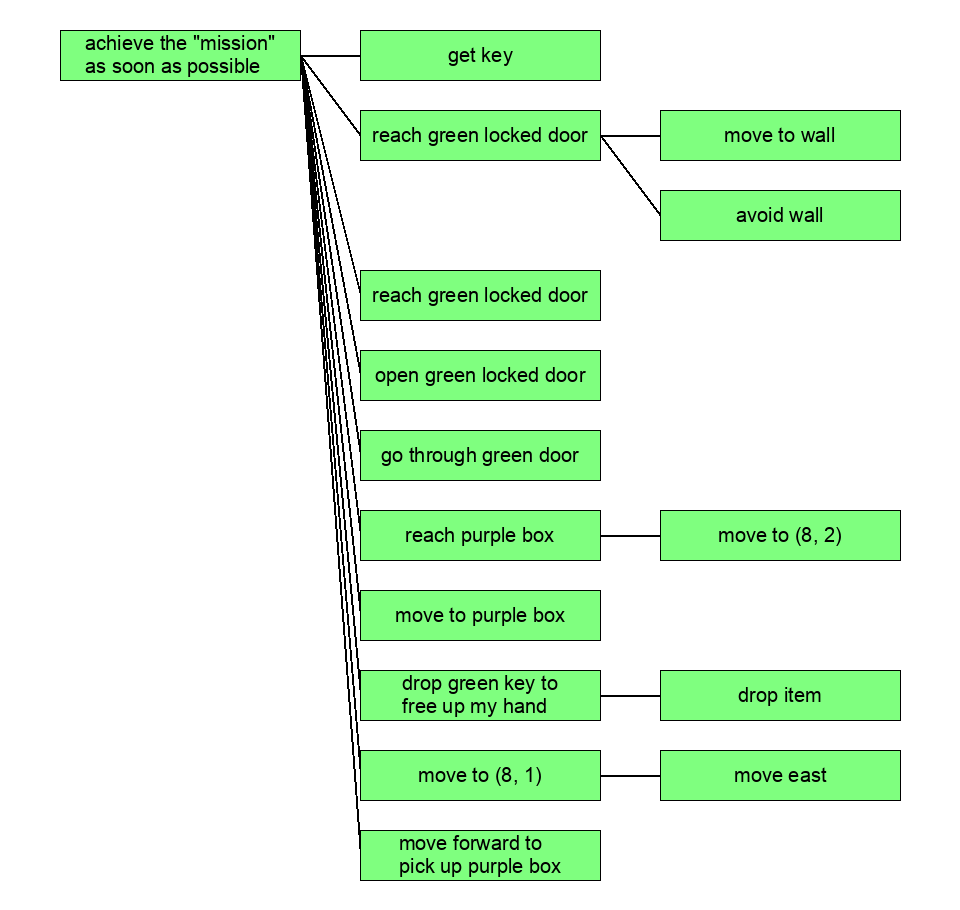 achieve the "mission"
as soon as possible
get key
reach green locked door
move to wall
avoid wall
reach green locked door
open green locked door
go through green door
reach purple box
move to (8, 2)
move to purple box
drop green key to
free up my hand
drop item
move to (8, 1)
move east
move forward to
pick up purple box